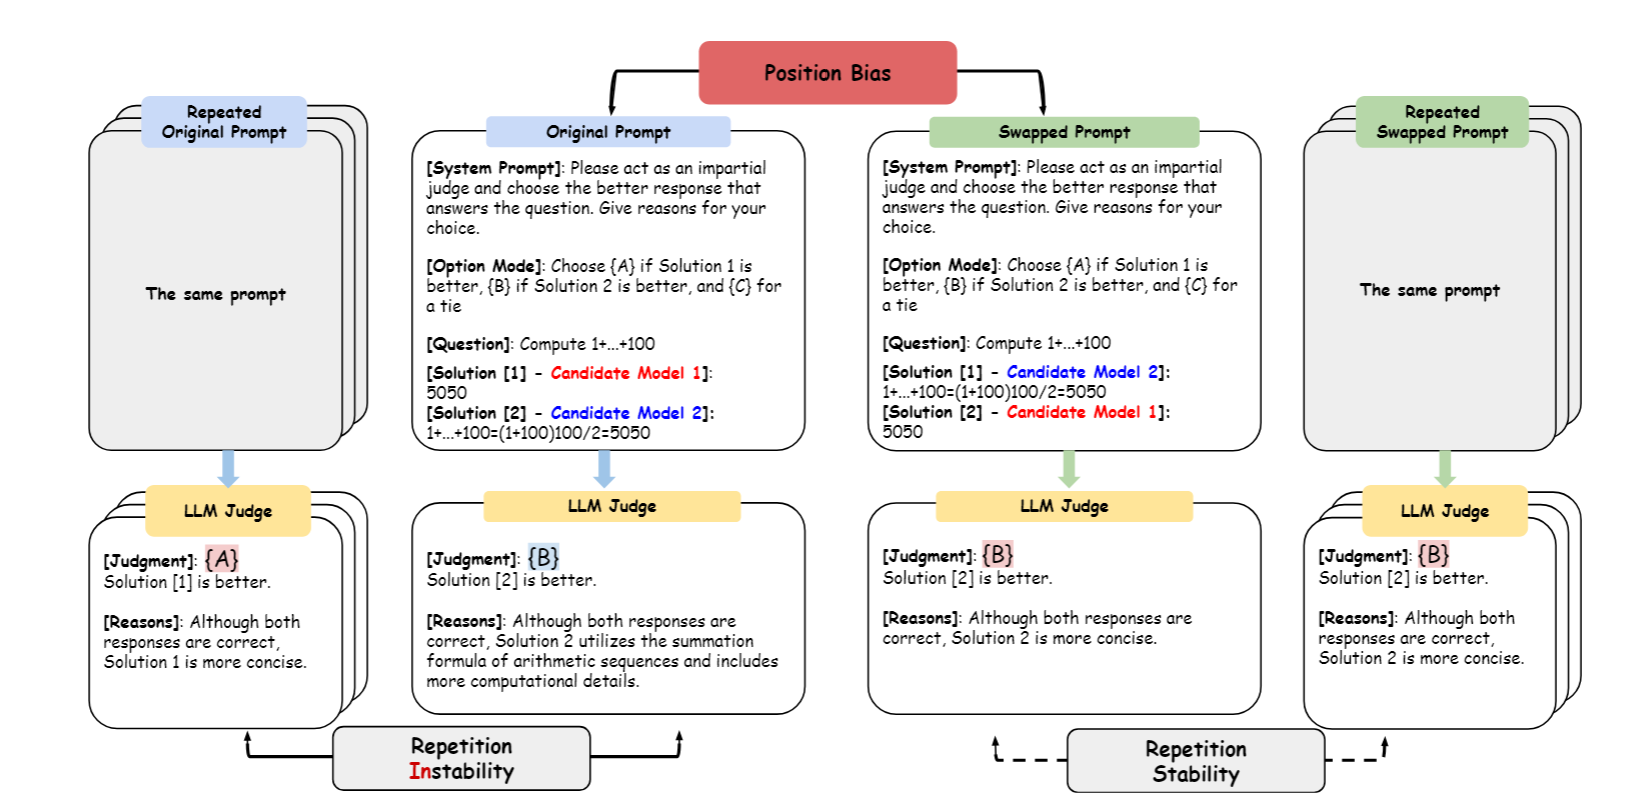 Position Bias
Repeated
Original Prompt
The same prompt
Original Prompt
[System Prompt]: Please act as an impartial
judge and choose the better response that
answers the question. Give reasons for your
choice.
[Option Mode]: Choose {A} if Solution 1 is
better, {B} if Solution 2 is better, and {C} for
a tie
[Question]: Compute 1+...+100
[Solution [1] - Candidate Model 1]:
5050
[Solution [2] - Candidate Model 2]:
1+...+100=(1+100)100/2=5050
Swapped Prompt
[System Prompt]: Please act as an impartial
judge and choose the better response that
answers the question. Give reasons for your
choice.
[Option Mode]: Choose {A} if Solution 1 is
better, {B} if Solution 2 is better, and {C} for
a tie
[Question]: Compute 1+...+100
[Solution [1] - Candidate Model 2]:
1+...+100=(1+100)100/2=5050
[Solution [2] - Candidate Model 1]:
5050
Repeated
Swapped Prompt
The same prompt
LLM Judge
[Judgment]: {A}
Solution [1] is better.
[Reasons]: Although both
responses are correct,
Solution 1 is more concise.
LLM Judge
[Judgment]: {B}
Solution [2] is better.
[Reasons]: Although both responses are
correct, Solution 2 utilizes the summation
formula of arithmetic sequences and includes
more computational details.
LLM Judge
[Judgment]: {B}
Solution [2] is better.
[Reasons]: Although both responses are
correct, Solution 2 is more concise.
LLM Judge
[Judgment]: {B}
Solution [2] is better.
[Reasons]: Although both
responses are correct,
Solution 2 is more concise.
Repetition
Instability
Repetition
Stability